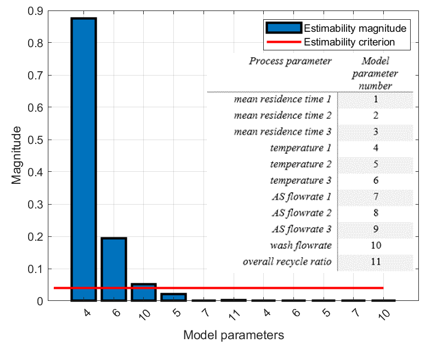 0.9
0.8
0.7
0.6
0.5
0.4
0.3
0.2
0.1
0
Magnitude
Estimability magnitude
Estimability criterion
Process parameter Model parameter number
mean residence time 1 1
mean residence time 2 2
mean residence time 3 3
temperature 1 4
temperature 2 5
temperature 3 6
AS flowrate 1 7
AS flowrate 2 8
AS flowrate 3 9
wash flowrate 10
overall recycle ratio 11
4 6 10 5 7 11 4 6 5 7 10
Model parameters